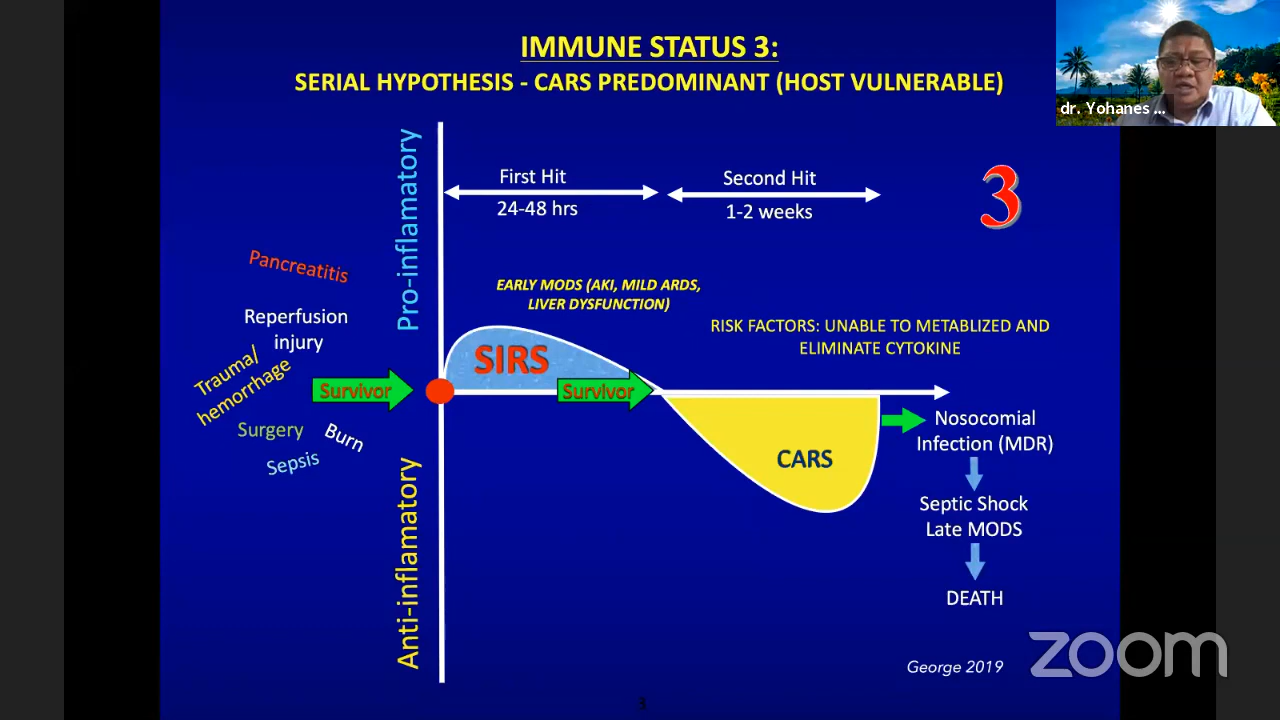 IMMUNE STATUS 3:
SERIAL HYPOTHESIS - CARS PREDOMINANT (HOST VULNERABLE)
dr. Yohanes ...
Pro-inflamatory
First Hit
24-48 hrs
Second Hit
1-2 weeks
3
Pancreatitis
Reperfusion
injury
Trauma/
hemorrhage
Surgery
Burn
Sepsis
Survivor
EARLY MODS (AKI, MILD ARDS,
LIVER DYSFUNCTION)
SIRS
Survivor
RISK FACTORS: UNABLE TO METABLIZED AND
ELIMINATE CYTOKINE
CARS
Nosocomial
Infection (MDR)
Septic Shock
Late MODS
DEATH
Anti-inflamatory
George 2019
zoom
3